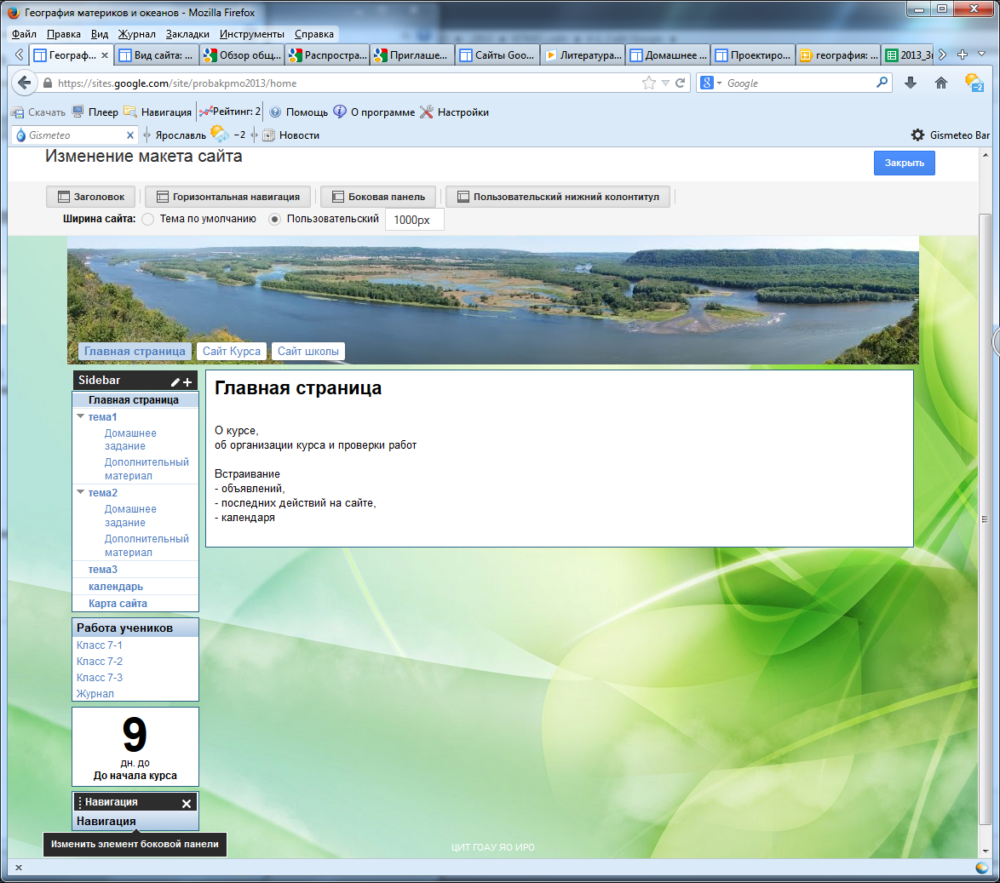 География материков и океанов - Mozilla Firefox
Файл Правка Вид Журнал Закладки Инструменты Справка
Географ... Вид сайта: ... Обзор общ... Распростра... Приглаше... Сайты Goo... Литература... Домашнее ... Проектиро... география: ... 2013_3
https://sites.google.com/site/probakpmo2013/home Google -2
Скачать Плеер Навигация Рейтинг: 2 Помощь О программе Настройки
Gismeteo Ярославль -2 Новости Gismeteo Bar
Изменение макета сайта Закрыть
Заголовок Горизонтальная навигация Боковая панель Пользовательский нижний колонтитул
Ширина сайта: Тема по умолчанию Пользовательский 1000px
Главная страница Сайт Курса Сайт школы
Sidebar
Главная страница
тема1
Домашнее
задание
Дополнительный
материал
тема2
Домашнее
задание
Дополнительный
материал
тема3
календарь
Карта сайта
Работа учеников
Класс 7-1
Класс 7-2
Класс 7-3
Журнал
9
дн. до
До начала курса
Навигация
Навигация
Изменить элемент боковой панели
Главная страница
О курсе,
об организации курса и проверки работ
Встраивание
- объявлений,
- последних действий на сайте,
- календаря
ЦИТ ГОАУ ЯО ИРО